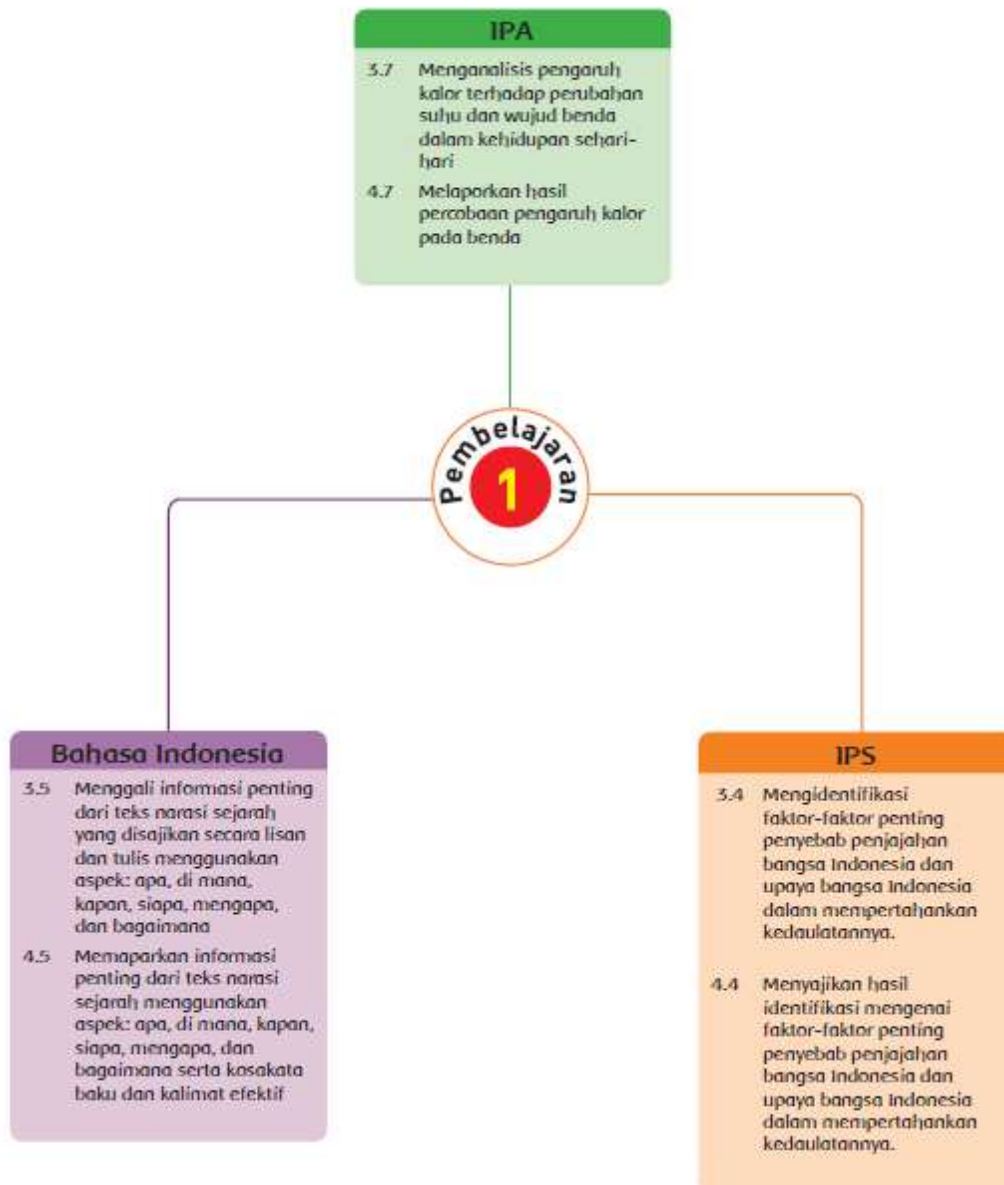 IPA
3.7 Menganalisis pengaruh
kalor terhadap perubahan
suhu dan wujud benda
dalam kehidupan sehari-
hari
4.7 Melaporkan hasil
percobaan pengaruh kalor
pada benda
Pembelajaran
1
Bahasa Indonesia
3.5 Menggali informasi penting
dari teks narasi sejarah
yang disajikan secara lisan
dan tulis menggunakan
aspek: apa, di mana,
kapan, siapa, mengapa,
dan bagaimana
4.5 Memaparkan informasi
penting dari teks narasi
sejarah menggunakan
aspek: apa, di mana, kapan,
siapa, mengapa, dan
bagaimana serta kosakata
baku dan kalimat efektif
IPS
3.4 Mengidentifikasi
faktor-faktor penting
penyebab penjajahan
bangsa Indonesia dan
upaya bangsa Indonesia
dalam mempertahankan
kedaulatannya.
4.4 Menyajikan hasil
identifikasi mengenai
faktor-faktor penting
penyebab penjajahan
bangsa Indonesia dan
upaya bangsa Indonesia
dalam mempertahankan
kedaulatannya.